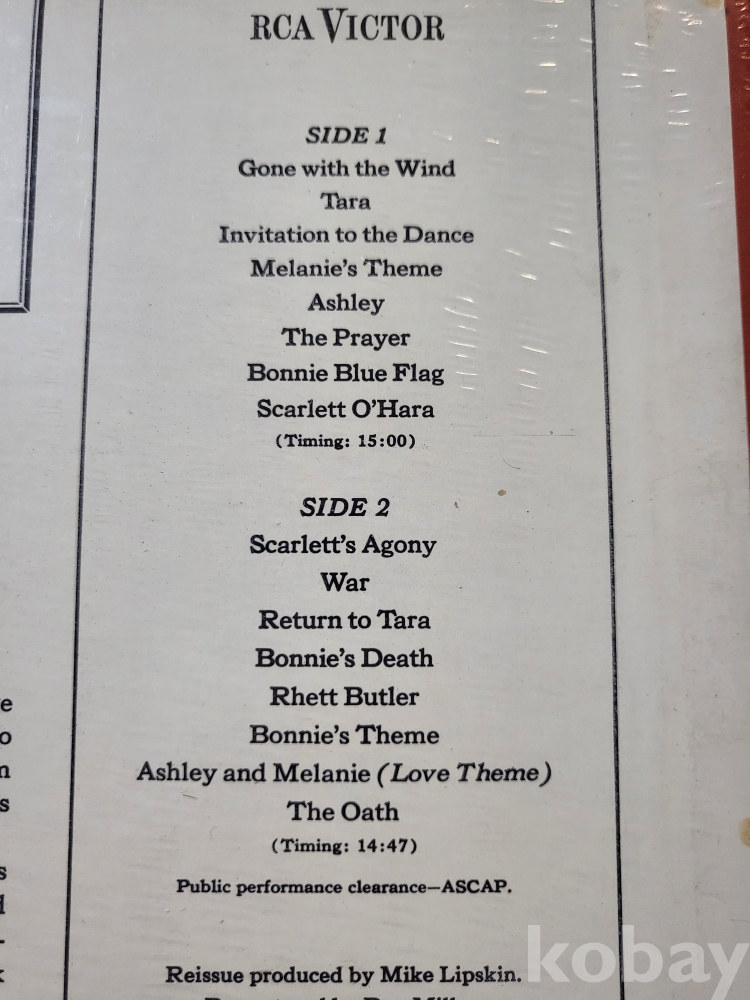 RCA VICTOR
SIDE 1
Gone with the Wind
Tara
Invitation to the Dance
Melanie's Theme
Ashley
The Prayer
Bonnie Blue Flag
Scarlett O'Hara
(Timing: 15:00)
SIDE 2
Scarlett's Agony
War
Return to Tara
Bonnie's Death
Rhett Butler
Bonnie's Theme
Ashley and Melanie (Love Theme)
The Oath
(Timing: 14:47)
Public performance clearance—ASCAP.
Reissue produced by Mike Lipskin.
kobay